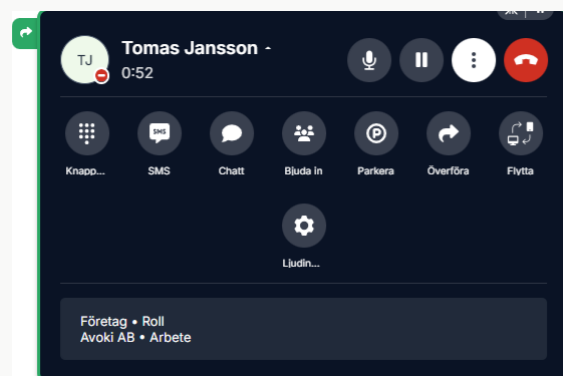 TJ
Tomas Jansson
0:52
Knapp...
SMS
SMS
Chatt
Bjuda in
P
Parkera
Överföra
Flytta
Ljudin...
Företag • Roll
Avoki AB • Arbete